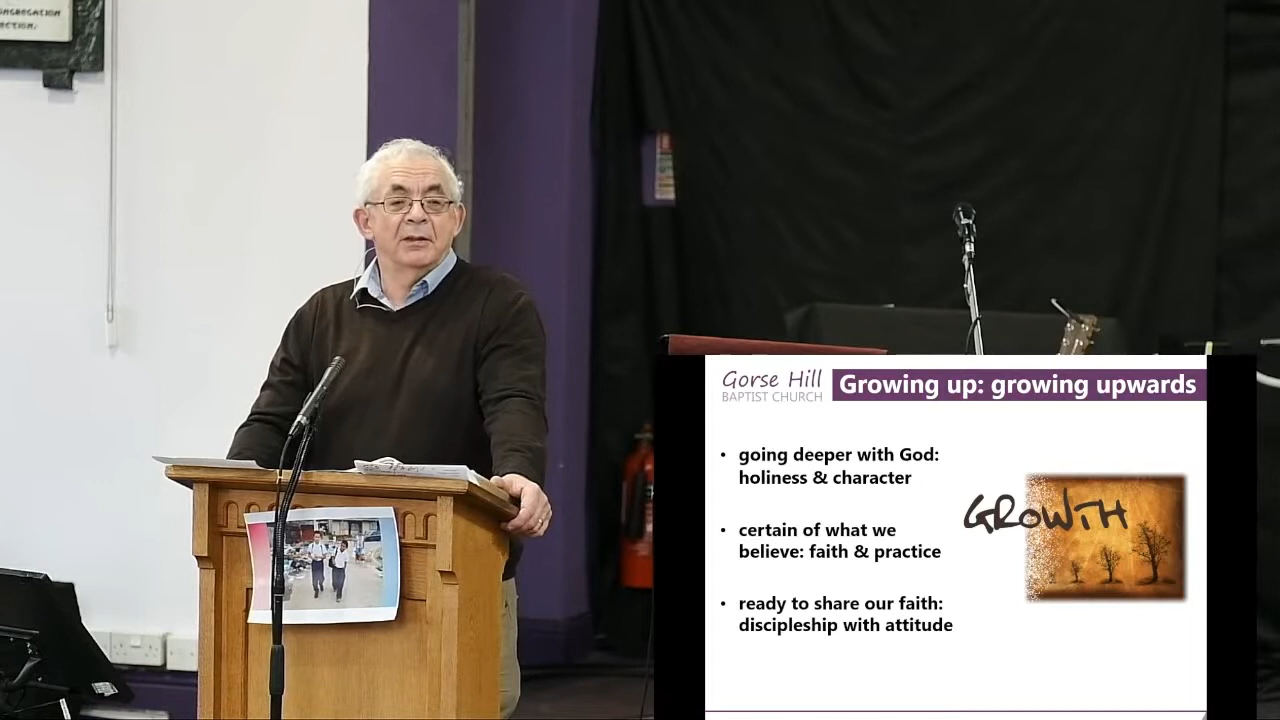 CONGREGATION
Gorse Hill
BAPTIST CHURCH
Growing up: growing upwards
• going deeper with God:
holiness & character
• certain of what we
believe: faith & practice
• ready to share our faith:
discipleship with attitude
GROWTH